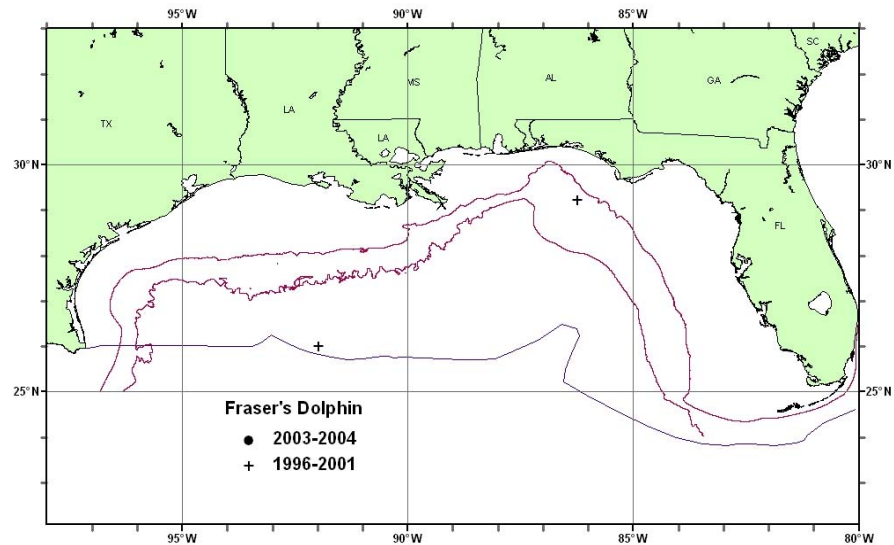 95°W 90°W 85°W 80°W
SC
MS AL GA
TX LA
LA
30°N 30°N
FL
25°N 25°N
Fraser's Dolphin
2003-2004
1996-2001
95°W 90°W 85°W 80°W